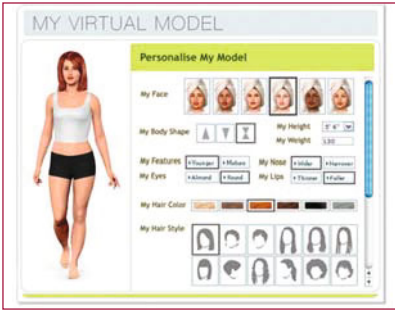 MY VIRTUAL MODEL
Personalise My Model
My Face
My Body Shape
My Height 5' 6"
My Weight 130
My Features Younger Mature My Nose Wider Narrower
My Eyes Almond Round My Lips Thinner Fuller
My Hair Color
My Hair Style